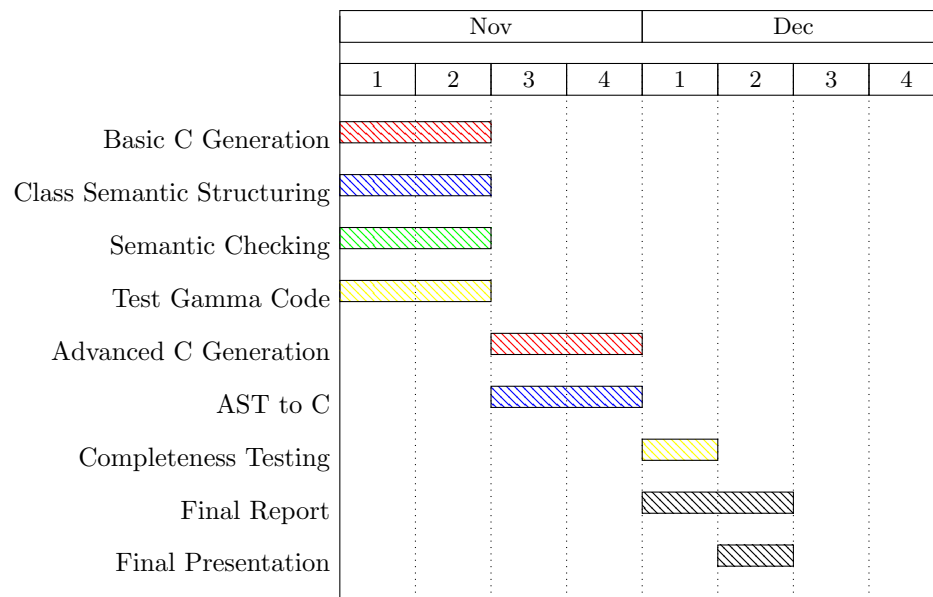 Nov Dec
1 2 3 4 1 2 3 4
Basic C Generation
Class Semantic Structuring
Semantic Checking
Test Gamma Code
Advanced C Generation
AST to C
Completeness Testing
Final Report
Final Presentation